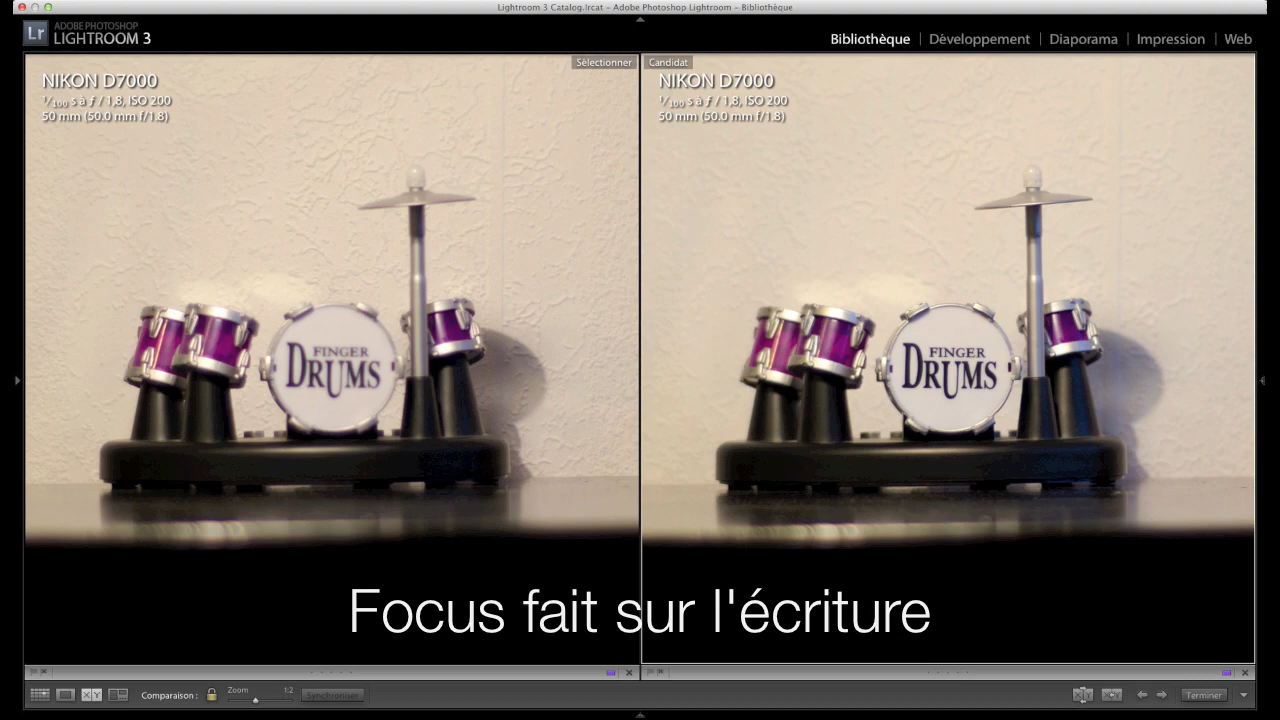 Lightroom 3 Catalog.lrcat - Adobe Photoshop Lightroom - Bibliothèque
Lr
ADOBE PHOTOSHOP
LIGHTROOM 3
Bibliothèque
Développement
Diaporama
Impression
Web
Sélectionner
Candidat
NIKON D7000
1/100 s à ƒ / 1,8, ISO 200
50 mm (50.0 mm f/1.8)
NIKON D7000
1/100 s à ƒ / 1,8, ISO 200
50 mm (50.0 mm f/1.8)
FINGER
DRUMS
FINGER
DRUMS
Focus fait sur l'écriture
XY
Comparaison :
Zoom
1:2
Synchroniser
Terminer